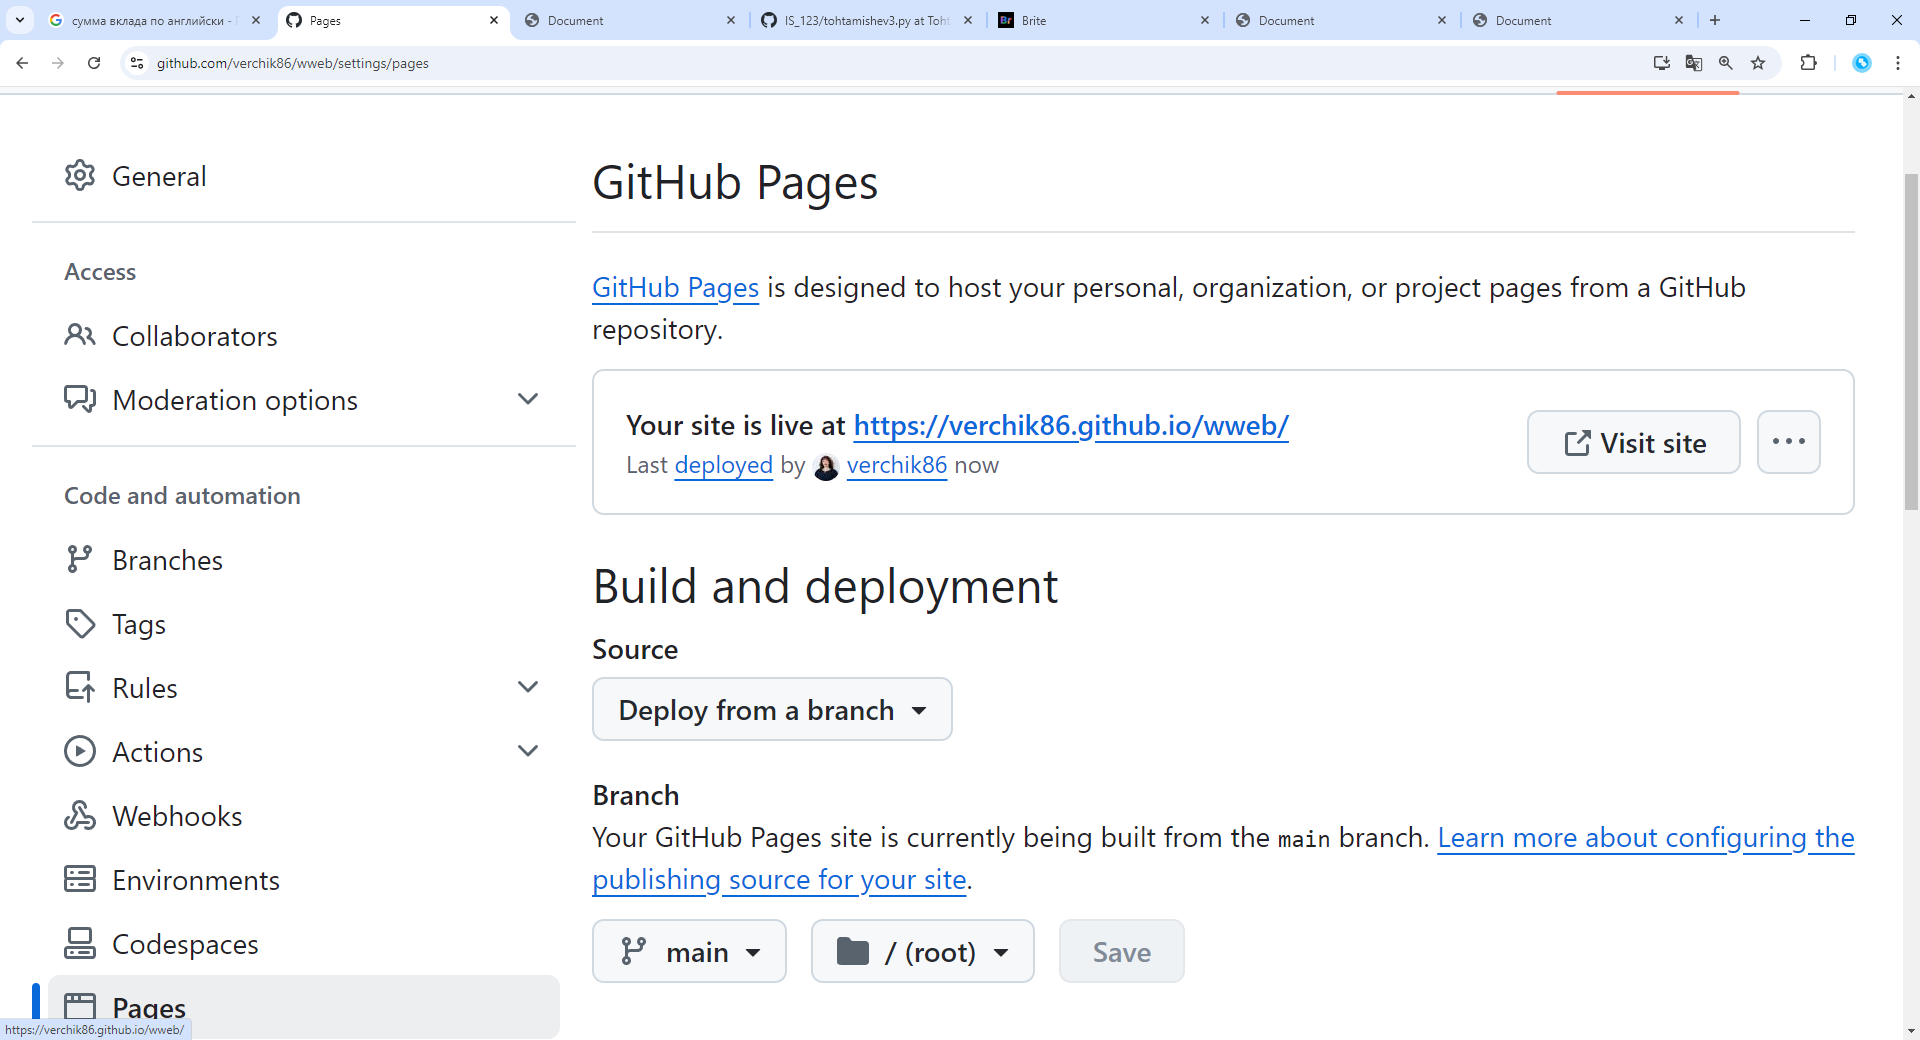 сумма вклада по английски -
Pages
Document
IS_123/tohtamishev3.py at Toht
Brite
Document
Document
github.com/verchik86/wweb/settings/pages
General
Access
Collaborators
Moderation options
Code and automation
Branches
Tags
Rules
Actions
Webhooks
Environments
Codespaces
Pages
https://verchik86.github.io/wweb/
GitHub Pages
GitHub Pages is designed to host your personal, organization, or project pages from a GitHub
repository.
Your site is live at https://verchik86.github.io/wweb/
Last deployed by verchik86 now
Visit site
Build and deployment
Source
Deploy from a branch
Branch
Your GitHub Pages site is currently being built from the main branch. Learn more about configuring the
publishing source for your site.
main
/ (root)
Save